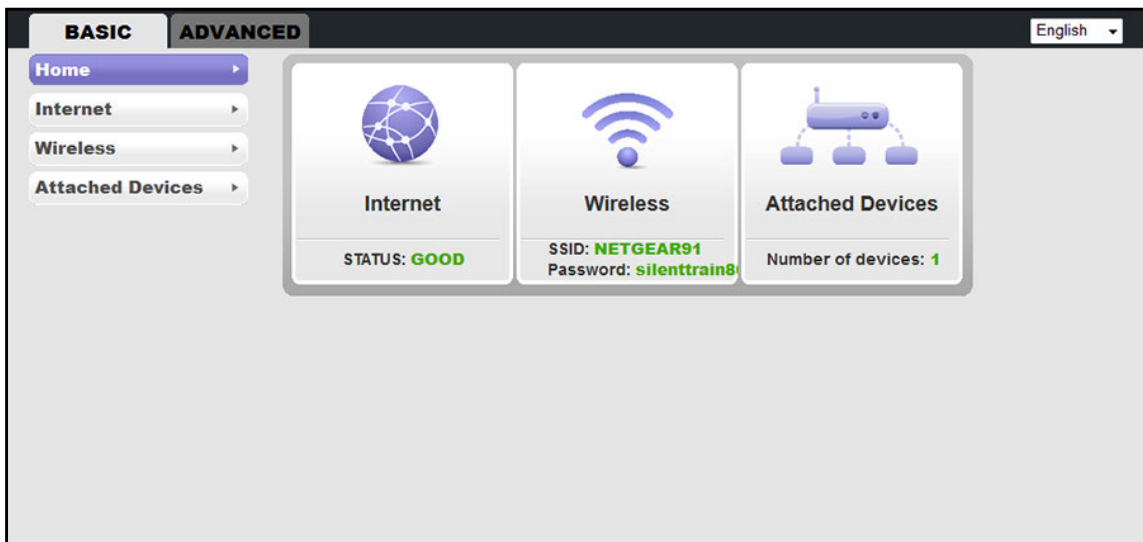 BASIC
ADVANCED
English
Home
Internet
Wireless
Attached Devices
Internet
STATUS: GOOD
Wireless
SSID: NETGEAR91
Password: silenttrain8
Attached Devices
Number of devices: 1